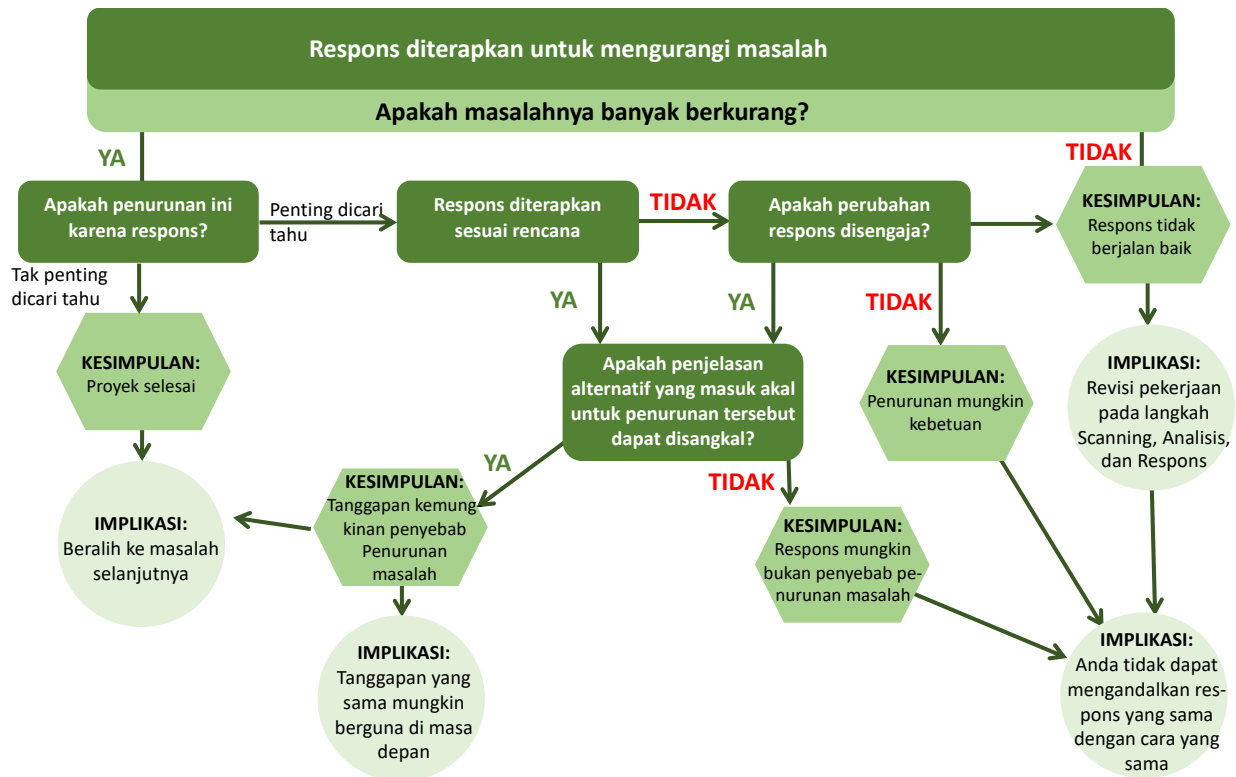 Respons diterapkan untuk mengurangi masalah
Apakah masalahnya banyak berkurang?
YA
TIDAK
Apakah penurunan ini
karena respons?
Penting dicari
tahu
Respons diterapkan
sesuai rencana
TIDAK
Apakah perubahan
respons disengaja?
KESIMPULAN:
Respons tidak
berjalan baik
Tak penting
dicari tahu
YA
YA
TIDAK
KESIMPULAN:
Proyek selesai
Apakah penjelasan
alternatif yang masuk akal
untuk penurunan tersebut
dapat disangkal?
KESIMPULAN:
Penurunan mungkin
kebetuan
IMPLIKASI:
Revisi pekerjaan
pada langkah
Scanning, Analisis,
dan Respons
YA
TIDAK
KESIMPULAN:
Tanggapan kemung
kinan penyebab
Penurunan
masalah
IMPLIKASI:
Beralih ke masalah
selanjutnya
KESIMPULAN:
Respons mungkin
bukan penyebab pe-
nurunan masalah
IMPLIKASI:
Tanggapan yang
sama mungkin
berguna di masa
depan
IMPLIKASI:
Anda tidak dapat
mengandalkan res-
pons yang sama
dengan cara yang
sama